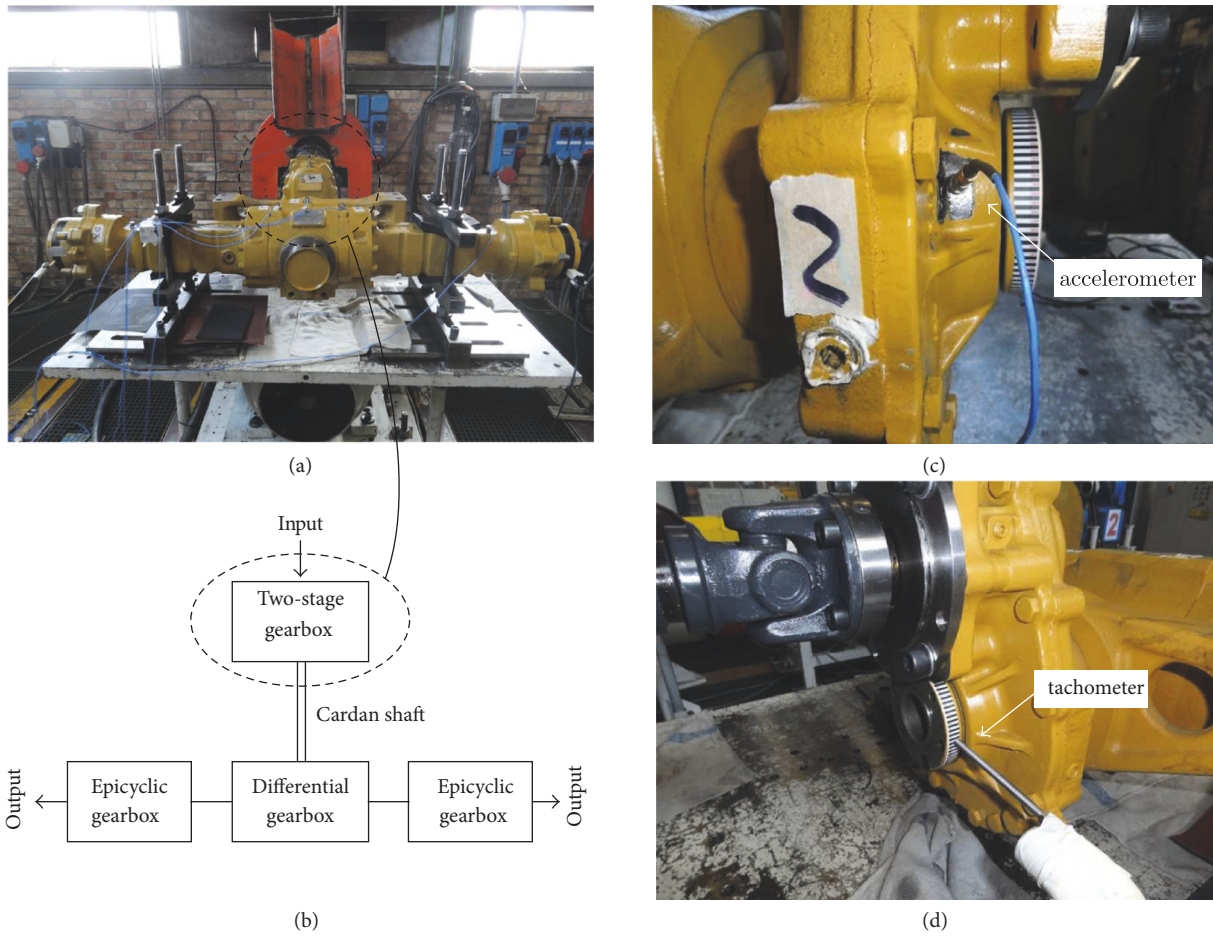 (a)
Input
Two-stage
gearbox
Cardan shaft
Output
Epicyclic
gearbox
Differential
gearbox
Epicyclic
gearbox
Output
(b)
2
accelerometer
(c)
2
tachometer
(d)